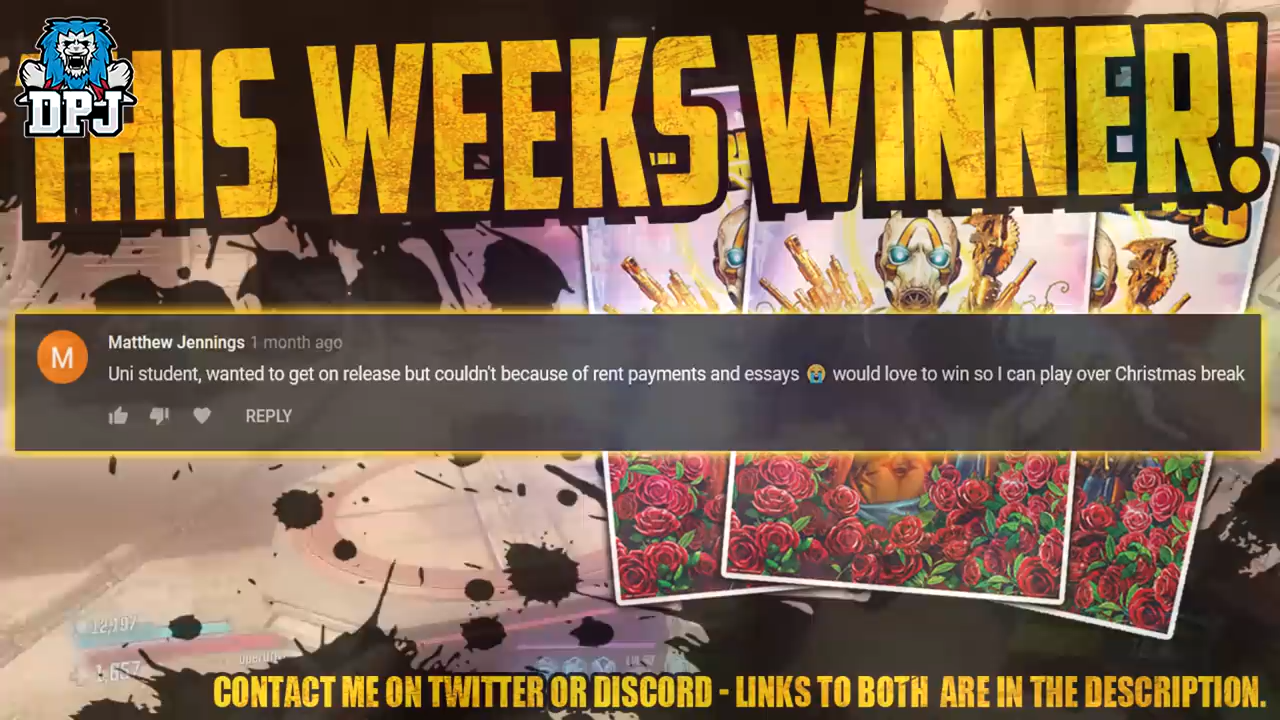 THIS WEEKS WINNER!
DPJ
M
Matthew Jennings 1 month ago
Uni student, wanted to get on release but couldn't because of rent payments and essays 😭 would love to win so I can play over Christmas break
REPLY
12,197
CONTACT ME ON TWITTER OR DISCORD - LINKS TO BOTH ARE IN THE DESCRIPTION.